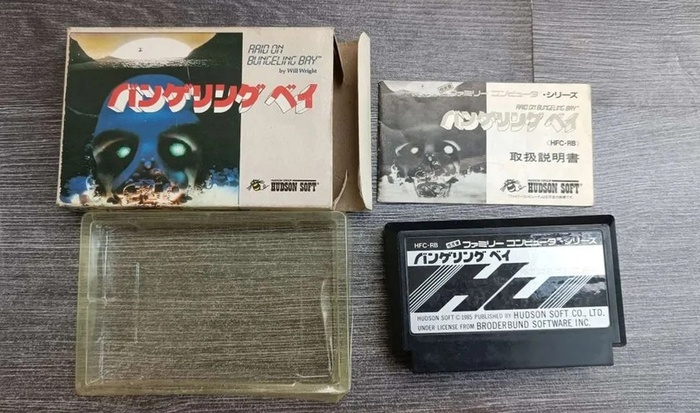 RAID ON
BUNGELING BAY™
by Will Wright
バンゲリング ベイ
HUDSON SOFT
ファミリー コンピュータ・シリーズ
RAID ON BUNGELING BAY™
バンゲリング ベイ
(HFC-RB)
取扱説明書
HUDSON SOFT
HFC-RB ファミリー コンピュータ・シリーズ
バンゲリング ベイ
HUDSON SOFT © 1985 PUBLISHED BY HUDSON SOFT CO., LTD.
UNDER LICENSE FROM BRODERBUND SOFTWARE INC.